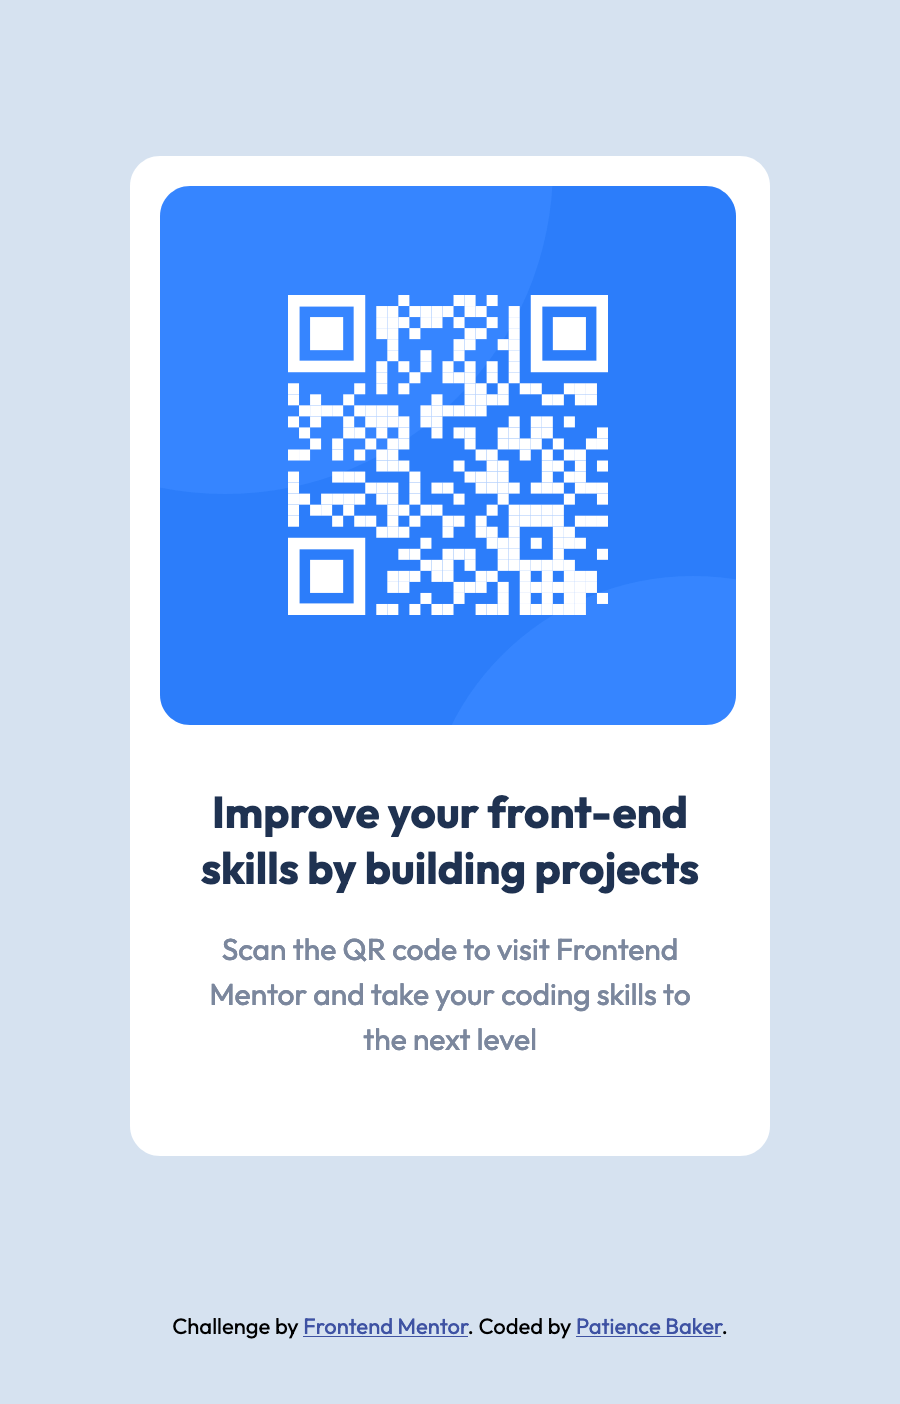 Improve your front-end
skills by building projects
Scan the QR code to visit Frontend
Mentor and take your coding skills to
the next level
Challenge by Frontend Mentor. Coded by Patience Baker.